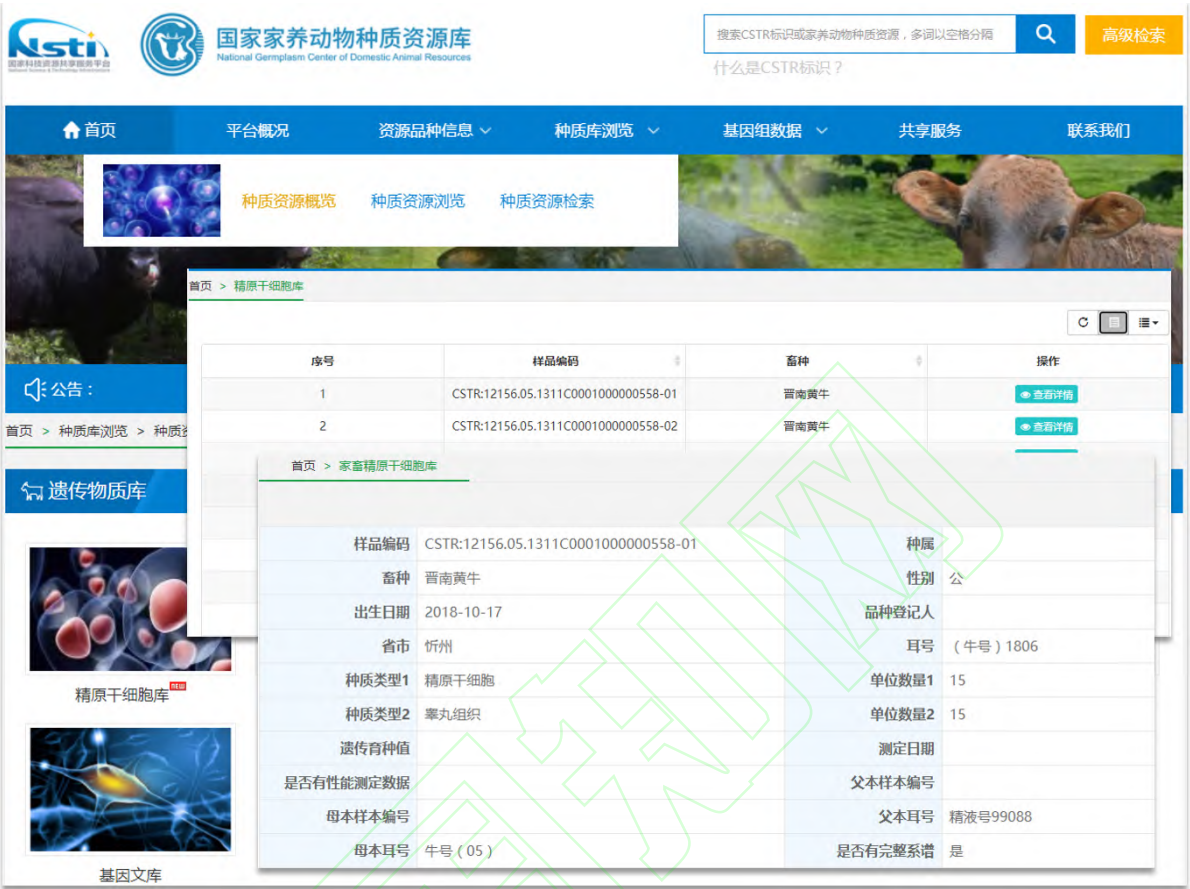 Nsti
国家科技资源共享服务平台
国家家养动物种质资源库
National Germplasm Center of Domestic Animal Resources
搜索CSTR标识或家养动物种质资源，多词以空格分隔
高级检索
什么是CSTR标识？
首页 平台概况 资源品种信息 种质库浏览 基因组数据 共享服务 联系我们
种质资源概览 种质资源浏览 种质资源检索
首页 > 精原干细胞库
序号 样品编码 畜种 操作
1 CSTR:12156.05.1311C0001000000558-01 晋南黄牛 查看详情
2 CSTR:12156.05.1311C0001000000558-02 晋南黄牛 查看详情
公告：
首页 > 种质库浏览 > 种质资
遗传物质库
精原干细胞库
基因文库
首页 > 家畜精原干细胞库
样品编码 CSTR:12156.05.1311C0001000000558-01 种属
畜种 晋南黄牛 性别 公
出生日期 2018-10-17 品种登记人
省市 忻州 耳号 （牛号）1806
种质类型1 精原干细胞 单位数量1 15
种质类型2 睾丸组织 单位数量2 15
遗传育种值 测定日期
是否有性能测定数据 父本样本编号
母本样本编号 父本耳号 精液号99088
母本耳号 牛号（05） 是否有完整系谱 是